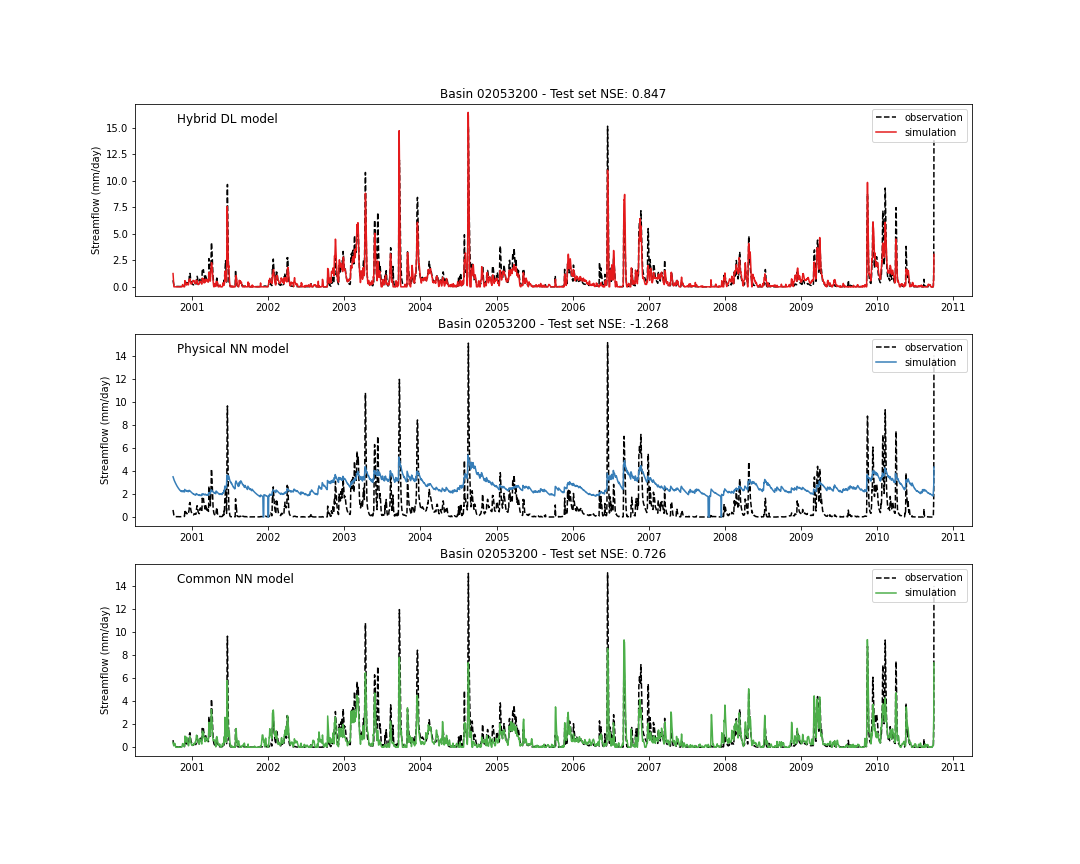 Basin 02053200 - Test set NSE: 0.847
Hybrid DL model
observation
simulation
Streamflow (mm/day)
15.0
12.5
10.0
7.5
5.0
2.5
0.0
2001 2002 2003 2004 2005 2006 2007 2008 2009 2010 2011
Basin 02053200 - Test set NSE: -1.268
Physical NN model
observation
simulation
Streamflow (mm/day)
14
12
10
8
6
4
2
0
2001 2002 2003 2004 2005 2006 2007 2008 2009 2010 2011
Basin 02053200 - Test set NSE: 0.726
Common NN model
observation
simulation
Streamflow (mm/day)
14
12
10
8
6
4
2
0
2001 2002 2003 2004 2005 2006 2007 2008 2009 2010 2011